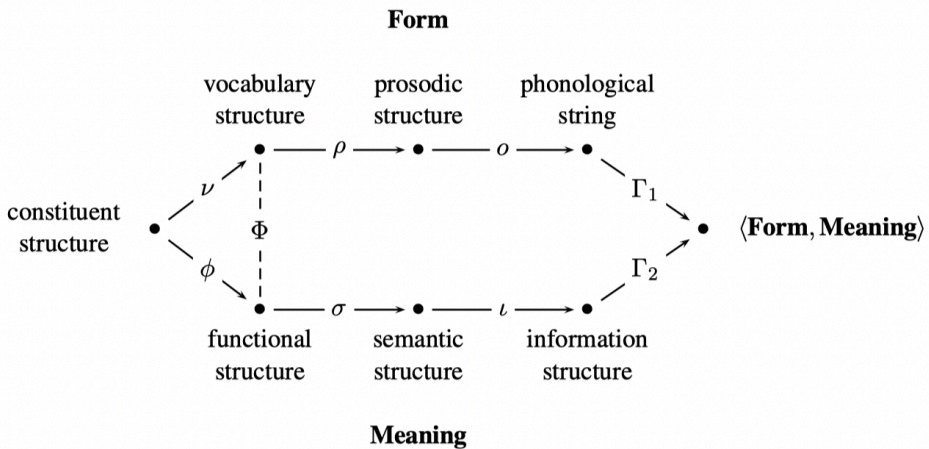 Form
vocabulary
structure
prosodic
structure
phonological
string
ρ
o
ν
Γ1
constituent
structure
Φ
⟨Form, Meaning⟩
ϕ
Γ2
σ
ι
functional
structure
semantic
structure
information
structure
Meaning